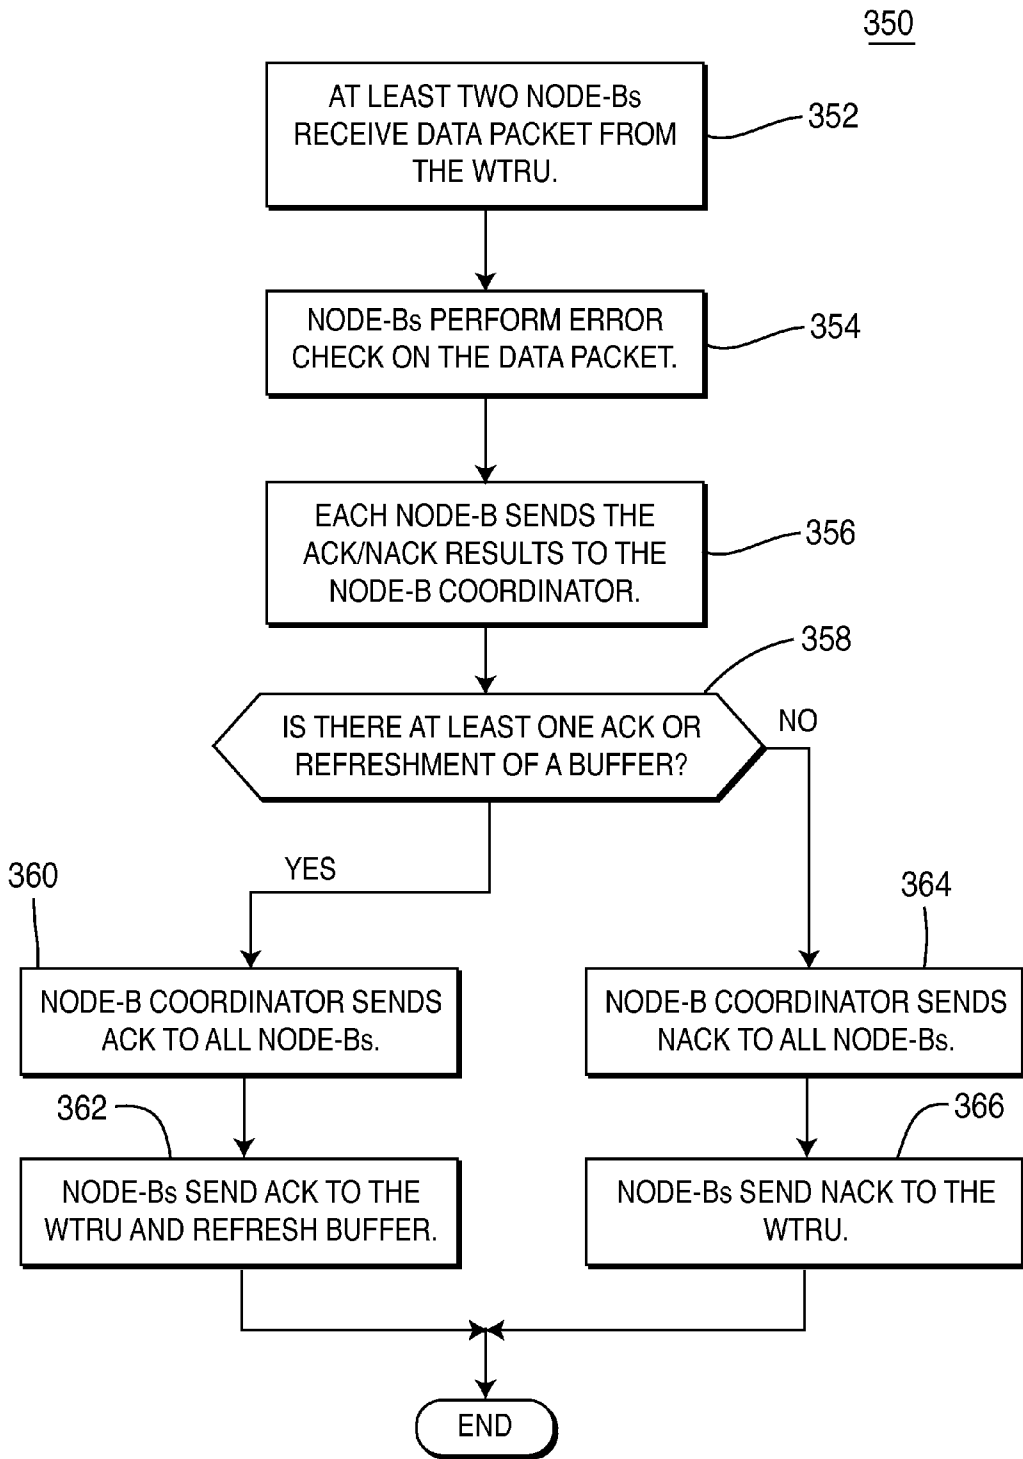 350
AT LEAST TWO NODE-Bs
RECEIVE DATA PACKET FROM
THE WTRU.
352
NODE-Bs PERFORM ERROR
CHECK ON THE DATA PACKET.
354
EACH NODE-B SENDS THE
ACK/NACK RESULTS TO THE
NODE-B COORDINATOR.
356
358
IS THERE AT LEAST ONE ACK OR
REFRESHMENT OF A BUFFER?
NO
YES
360
364
NODE-B COORDINATOR SENDS
ACK TO ALL NODE-Bs.
NODE-B COORDINATOR SENDS
NACK TO ALL NODE-Bs.
362
366
NODE-Bs SEND ACK TO THE
WTRU AND REFRESH BUFFER.
NODE-Bs SEND NACK TO THE
WTRU.
END